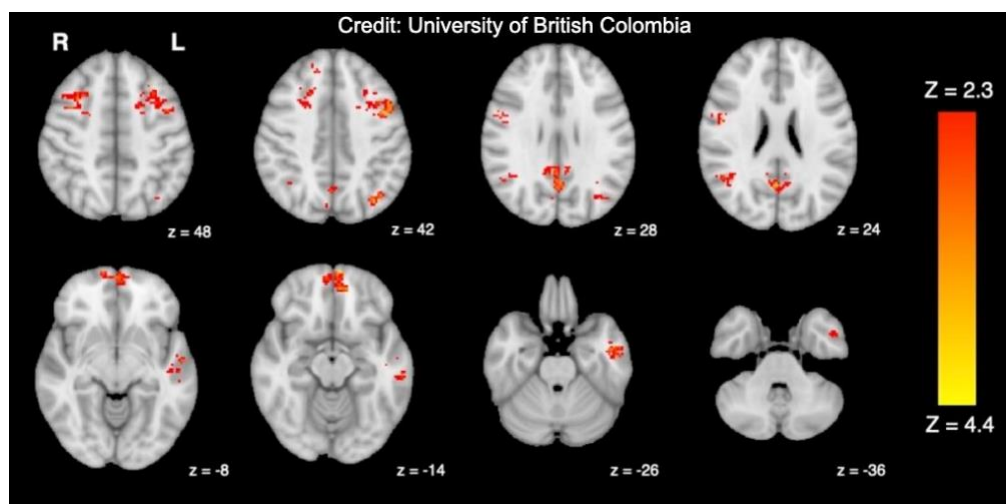 Credit: University of British Colombia
R L
Z = 2.3
z = 48
z = 42
z = 28
z = 24
Z = 4.4
z = -8
z = -14
z = -26
z = -36